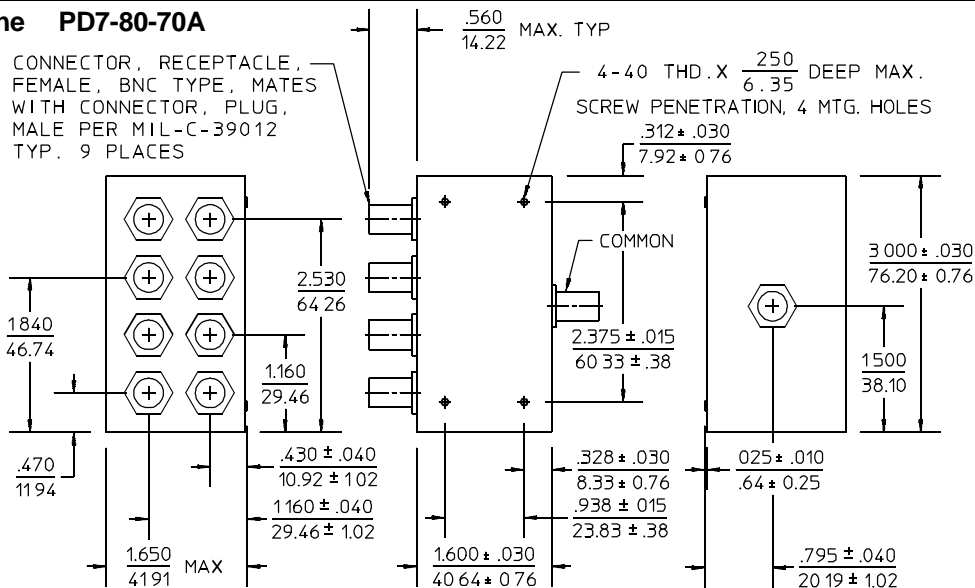 ne PD7-80-70A
.560
14.22 MAX. TYP
CONNECTOR, RECEPTACLE,
FEMALE, BNC TYPE, MATES
WITH CONNECTOR, PLUG,
MALE PER MIL-C-39012
TYP. 9 PLACES
4-40 THD. X 250 DEEP MAX.
6.35
SCREW PENETRATION, 4 MTG. HOLES
.312 ± .030
7.92 ± 0 76
COMMON
2.530
64.26
3 000 ± .030
76.20 ± 0.76
1840
46.74
2.375 ± .015
60 33 ± .38
1500
38.10
1.160
29.46
.470
1194
.430 ± .040
10.92 ± 1 02
1160 ± .040
29.46 ± 1.02
1.650
4191 MAX
.328 ± .030
8.33 ± 0.76
.938 ± 015
23.83 ± .38
1.600 ± .030
40 64 ± 0 76
025 ± .010
.64 ± 0.25
.795 ± .040
20 19 ± 1.02